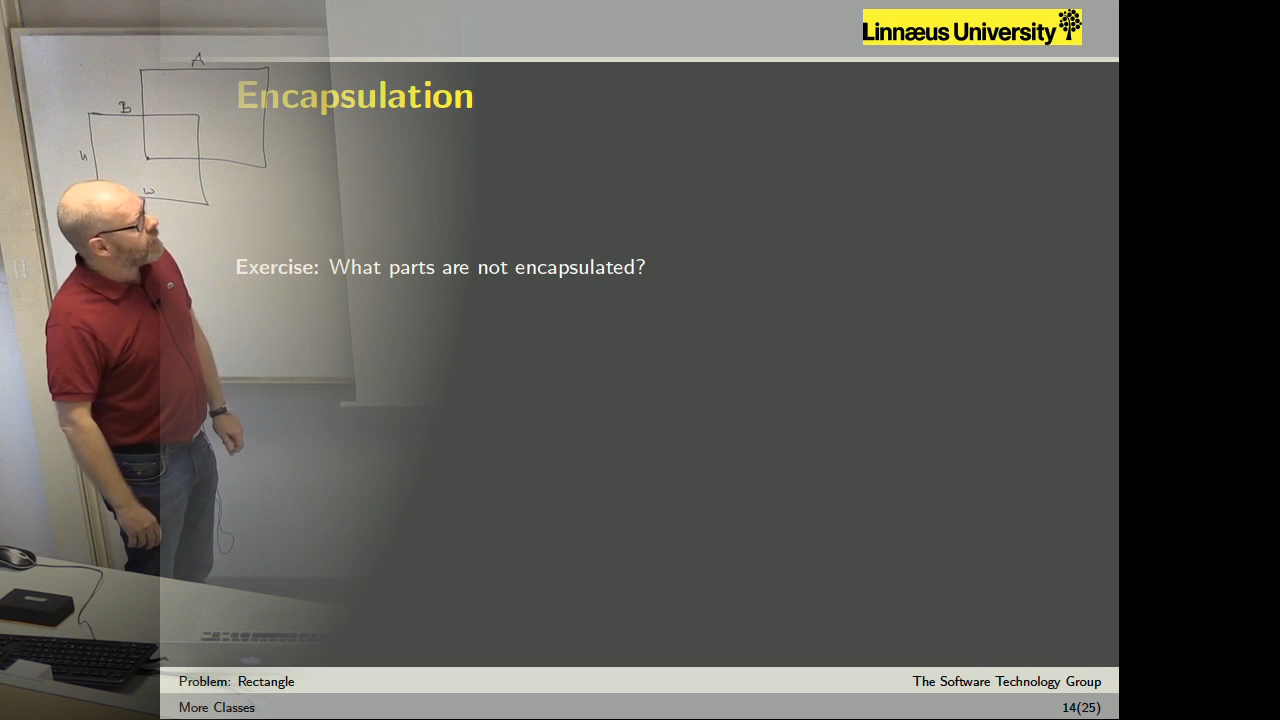 Linnæus University
A
Encapsulation
B
h
w
Exercise: What parts are not encapsulated?
Problem: Rectangle
The Software Technology Group
More Classes
14(25)